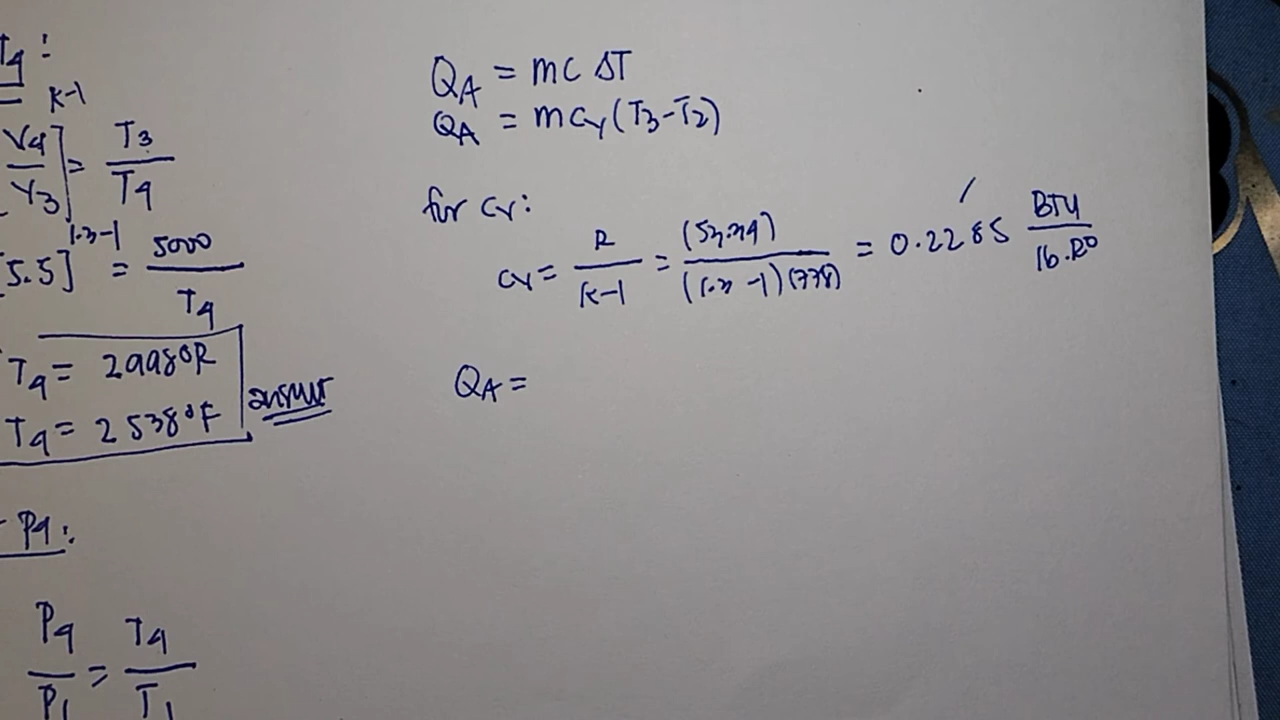 T4:
k-1
[V4/V3] = T3/T4
[5.5]^1.3-1 = 5000/T4
T4 = 2998°R
T4 = 2538°F
answer
P4:
P4/P1 = T4/T1
QA = mc ΔT
QA = mcv(T3-T2)
for cv:
cv = R/k-1 = (53.34)/(1.3-1)(778) = 0.2285 BTU/lb.R°
QA =